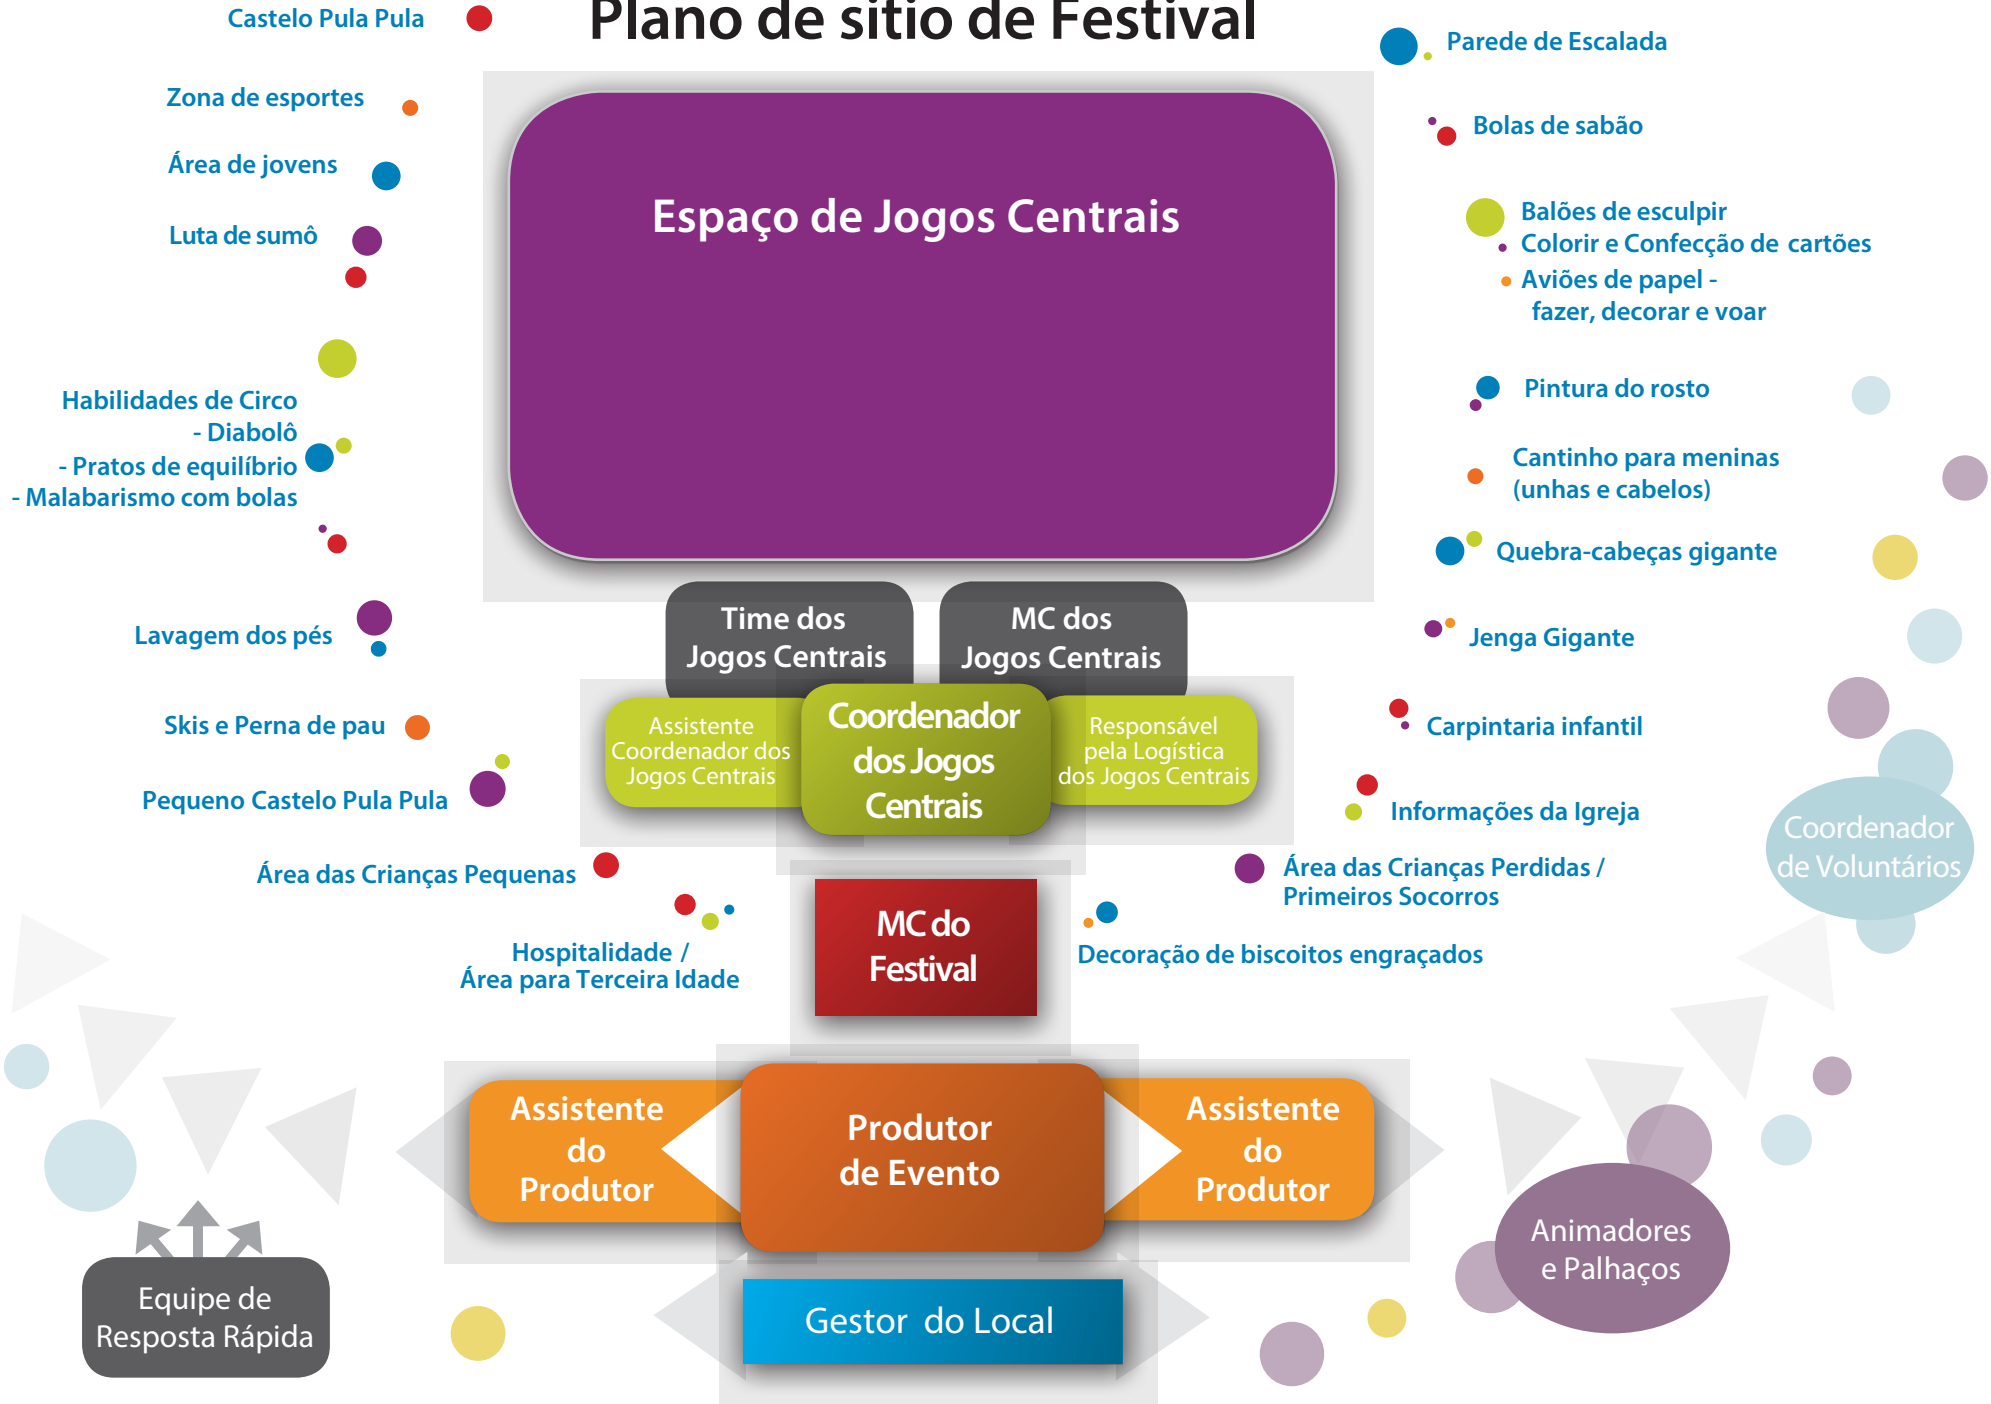 Plano de sitio de Festival
Castelo Pula Pula
Zona de esportes
Área de jovens
Luta de sumô
Habilidades de Circo
- Diabolô
- Pratos de equilíbrio
- Malabarismo com bolas
Lavagem dos pés
Skis e Perna de pau
Pequeno Castelo Pula Pula
Área das Crianças Pequenas
Hospitalidade /
Área para Terceira Idade
Parede de Escalada
Bolas de sabão
Balões de esculpir
Colorir e Confecção de cartões
Aviões de papel -
fazer, decorar e voar
Pintura do rosto
Cantinho para meninas
(unhas e cabelos)
Quebra-cabeças gigante
Jenga Gigante
Carpintaria infantil
Informações da Igreja
Área das Crianças Perdidas /
Primeiros Socorros
Decoração de biscoitos engraçados
Espaço de Jogos Centrais
Time dos
Jogos Centrais
MC dos
Jogos Centrais
Assistente
Coordenador dos
Jogos Centrais
Coordenador
dos Jogos
Centrais
Responsável
pela Logística
dos Jogos Centrais
MC do
Festival
Assistente
do
Produtor
Produtor
de Evento
Assistente
do
Produtor
Gestor do Local
Equipe de
Resposta Rápida
Coordenador
de Voluntários
Animadores
e Palhaços